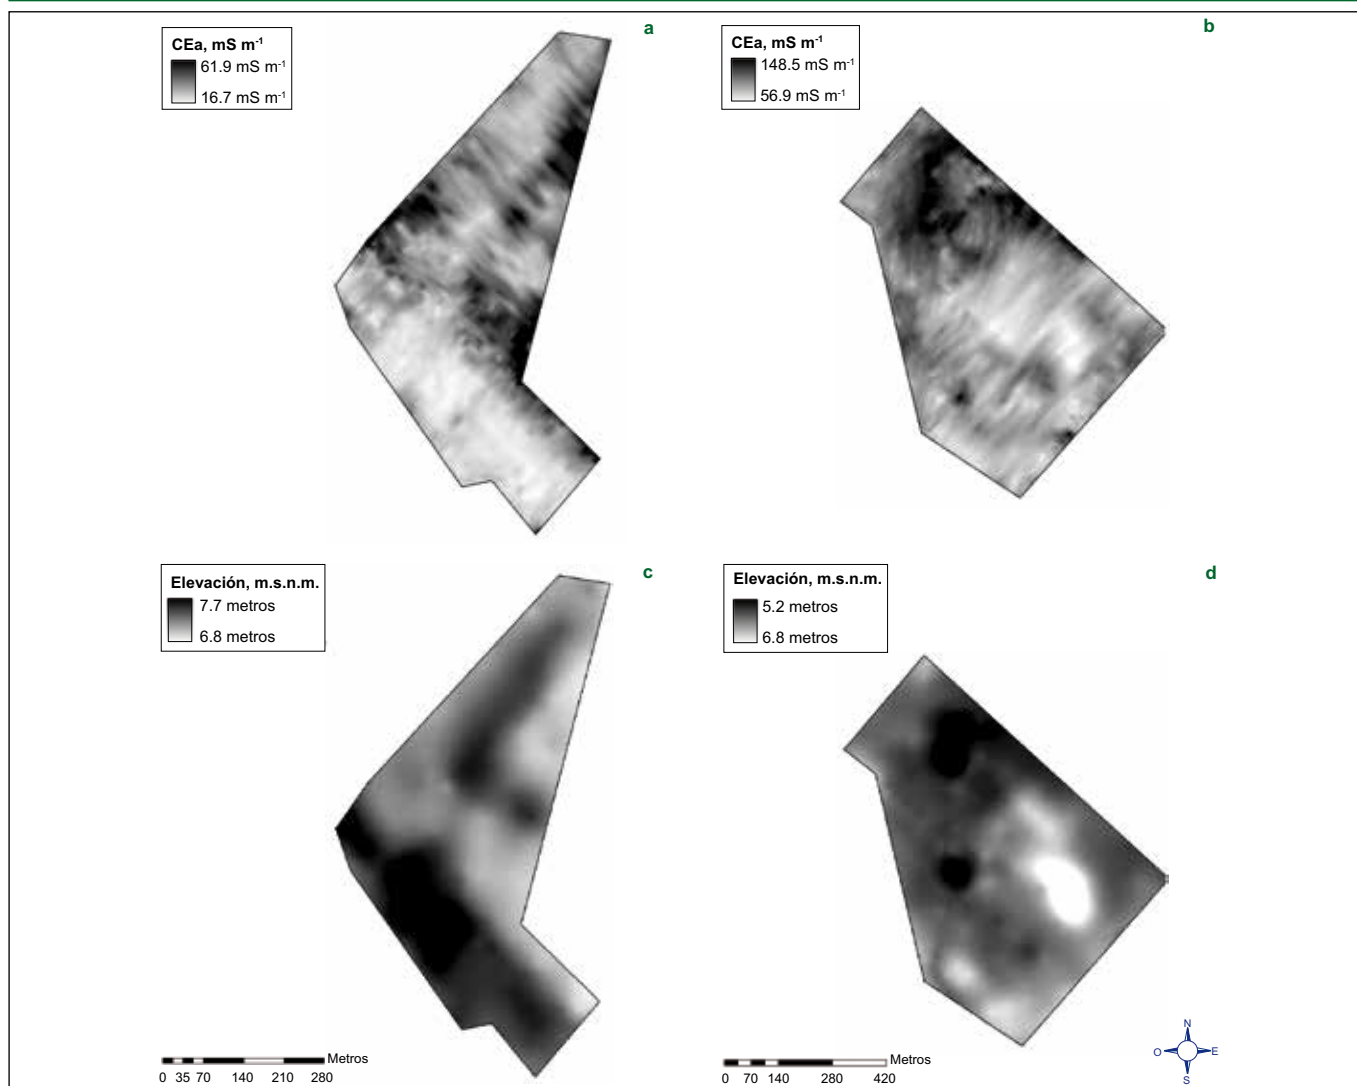 a
CEa, mS m⁻¹
61.9 mS m⁻¹
16.7 mS m⁻¹
b
CEa, mS m⁻¹
148.5 mS m⁻¹
56.9 mS m⁻¹
c
Elevación, m.s.n.m.
7.7 metros
6.8 metros
d
Elevación, m.s.n.m.
5.2 metros
6.8 metros
Metros
0 35 70 140 210 280
Metros
0 70 140 280 420
N
O E
S